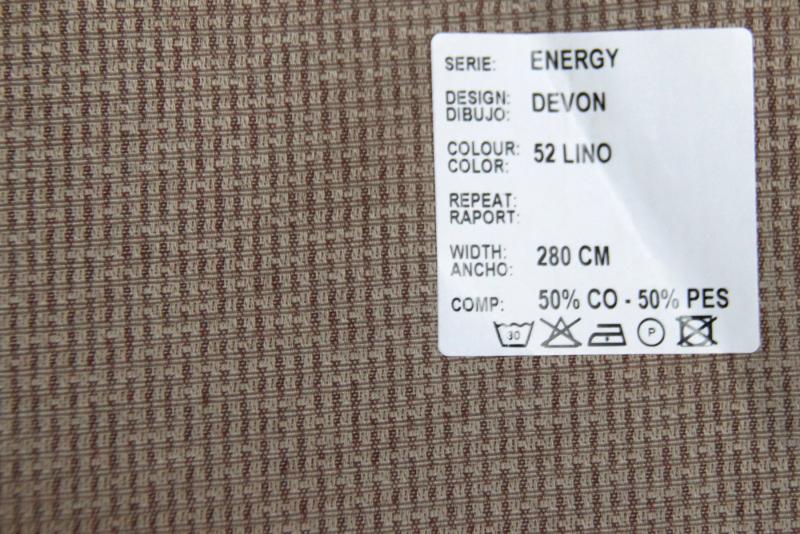 SERIE: ENERGY
DESIGN: DEVON
DIBUJO:
COLOUR: 52 LINO
COLOR:
REPEAT:
RAPORT:
WIDTH: 280 CM
ANCHO:
COMP: 50% CO - 50% PES
30 P